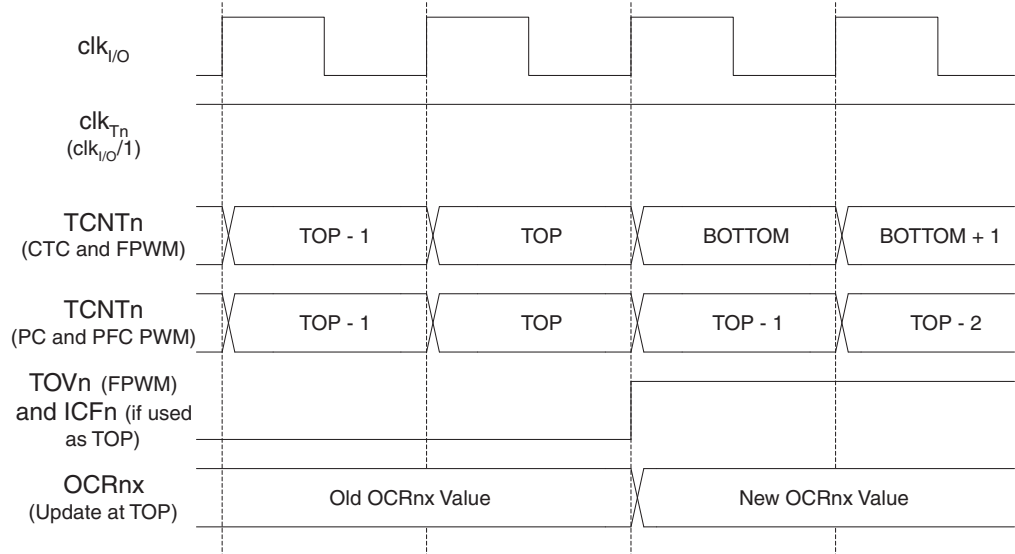 clkI/O
clkTn
(clkI/O/1)
TCNTn
(CTC and FPWM)
TOP - 1
TOP
BOTTOM
BOTTOM + 1
TCNTn
(PC and PFC PWM)
TOP - 1
TOP
TOP - 1
TOP - 2
TOVn (FPWM)
and ICFn (if used
as TOP)
OCRnx
(Update at TOP)
Old OCRnx Value
New OCRnx Value